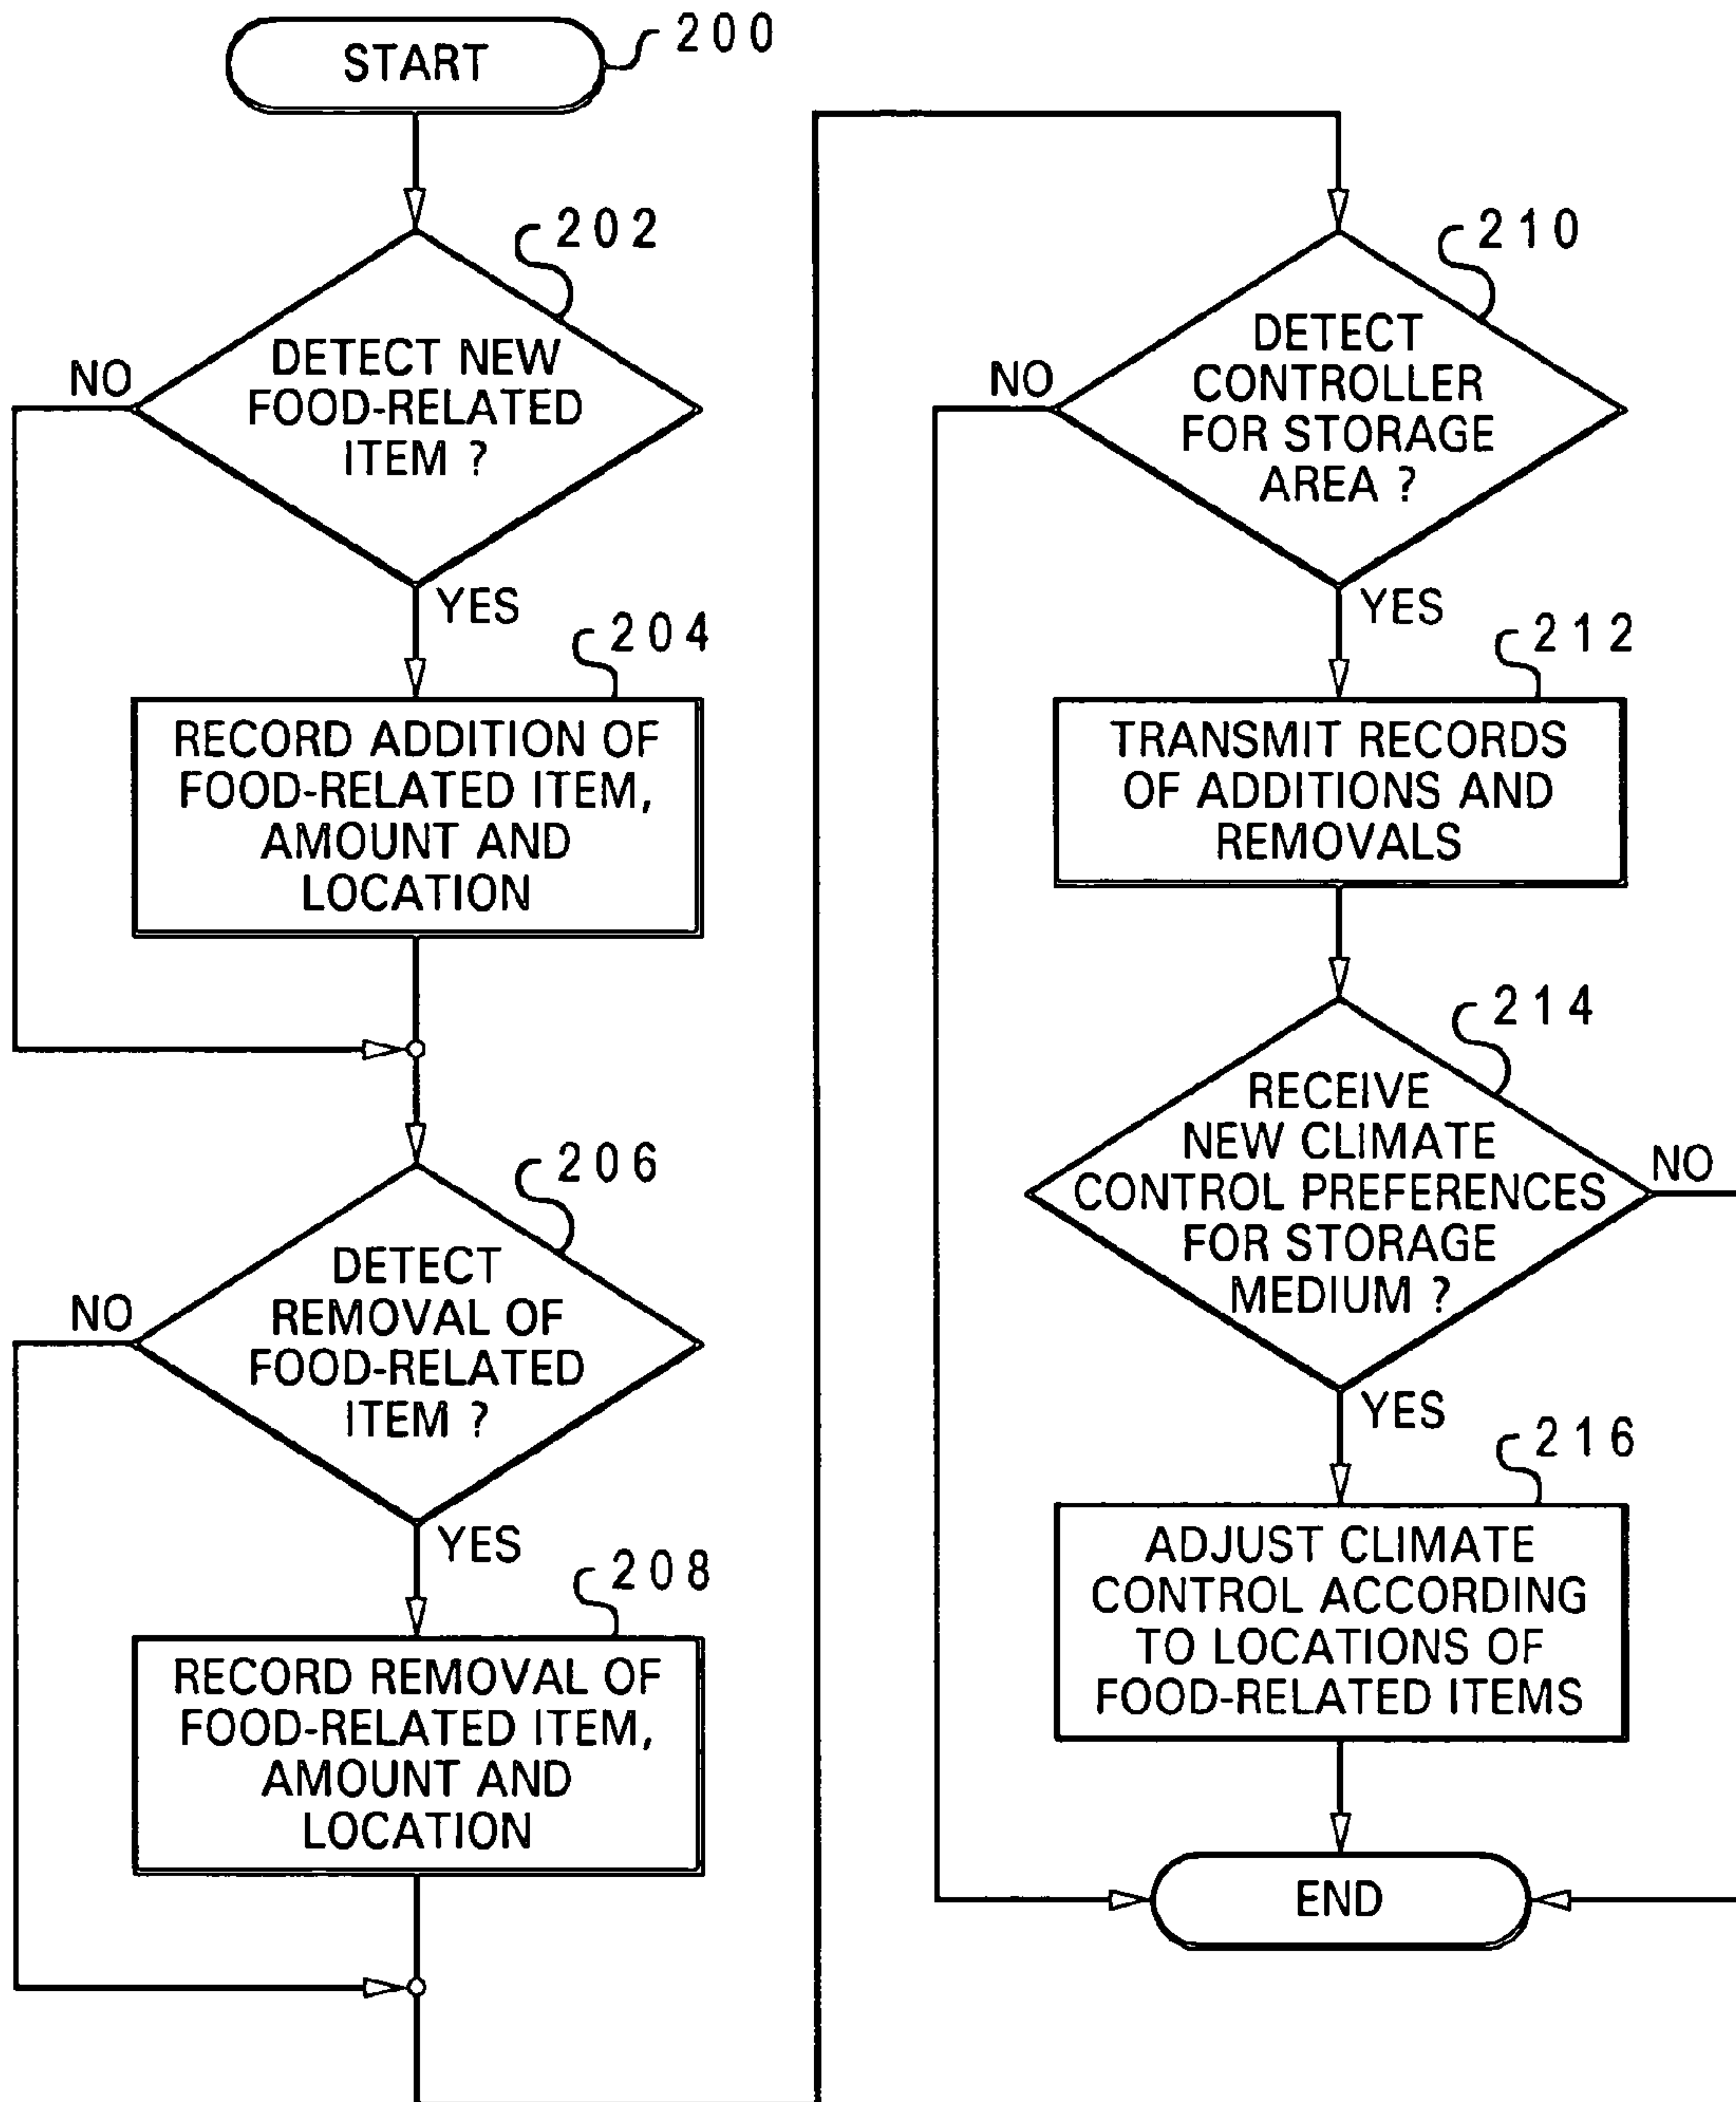 START
200
202
DETECT NEW
FOOD-RELATED
ITEM ?
NO
YES
204
RECORD ADDITION OF
FOOD-RELATED ITEM,
AMOUNT AND
LOCATION
206
DETECT
REMOVAL OF
FOOD-RELATED
ITEM ?
NO
YES
208
RECORD REMOVAL OF
FOOD-RELATED ITEM,
AMOUNT AND
LOCATION
210
DETECT
CONTROLLER
FOR STORAGE
AREA ?
NO
YES
212
TRANSMIT RECORDS
OF ADDITIONS AND
REMOVALS
214
RECEIVE
NEW CLIMATE
CONTROL PREFERENCES
FOR STORAGE
MEDIUM ?
NO
YES
216
ADJUST CLIMATE
CONTROL ACCORDING
TO LOCATIONS OF
FOOD-RELATED ITEMS
END